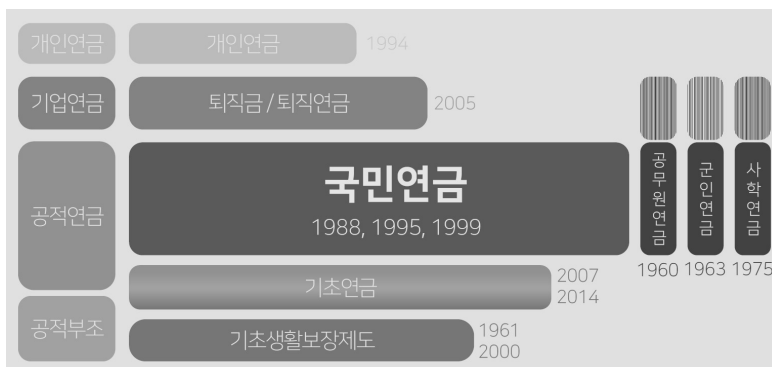 개인연금
개인연금
1994
기업연금
퇴직금 / 퇴직연금
2005
공적연금
국민연금
1988, 1995, 1999
기초연금
2007
2014
공적부조
기초생활보장제도
1961
2000
공무원연금
1960
군인연금
1963
사학연금
1975